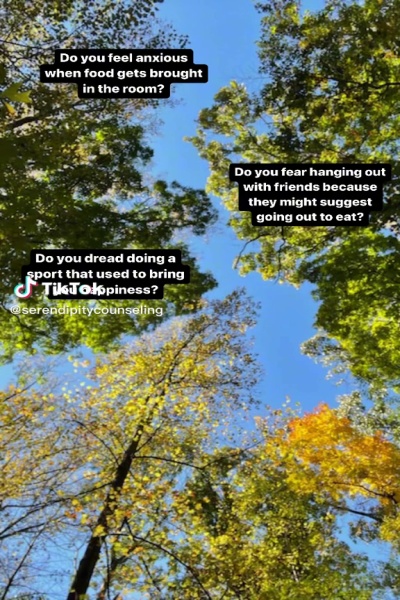 Do you feel anxious
when food gets brought
in the room?
Do you fear hanging out
with friends because
they might suggest
going out to eat?
Do you dread doing a
sport that used to bring
you happiness?
TikTok
@serendipitycounseling